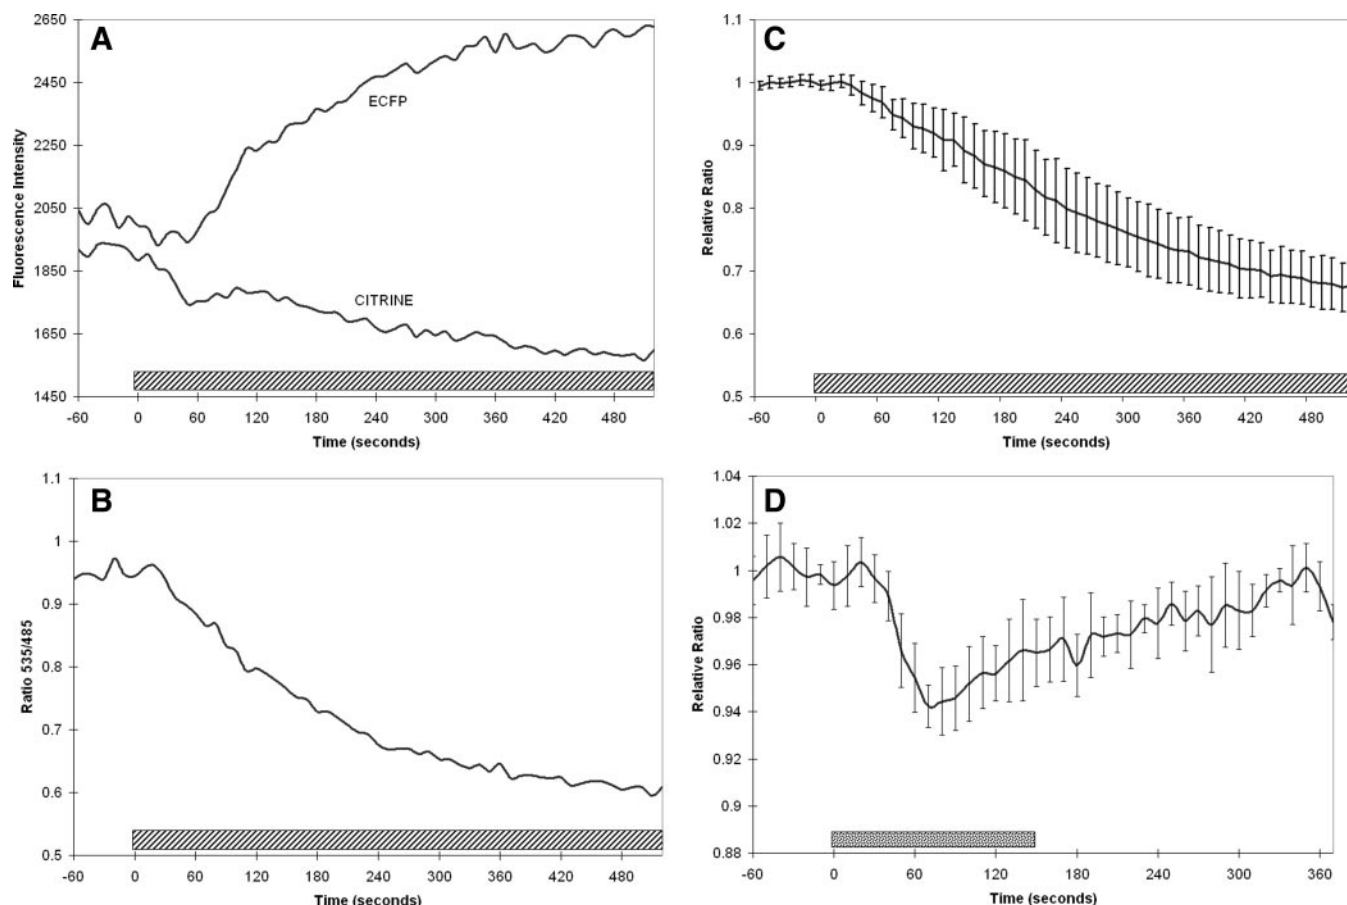 A
2650
2450
2250
2050
1850
1650
1450
Fluorescence Intensity
ECFP
CITRINE
-60 0 60 120 180 240 300 360 420 480
Time (seconds)
C
1.1
1
0.9
0.8
0.7
0.6
0.5
Relative Ratio
-60 0 60 120 180 240 300 360 420 480
Time (seconds)
B
1.1
1
0.9
0.8
0.7
0.6
0.5
Ratio 535/485
-60 0 60 120 180 240 300 360 420 480
Time (seconds)
D
1.04
1.02
1
0.98
0.96
0.94
0.92
0.9
0.88
Relative Ratio
-60 0 60 120 180 240 300 360
Time (seconds)